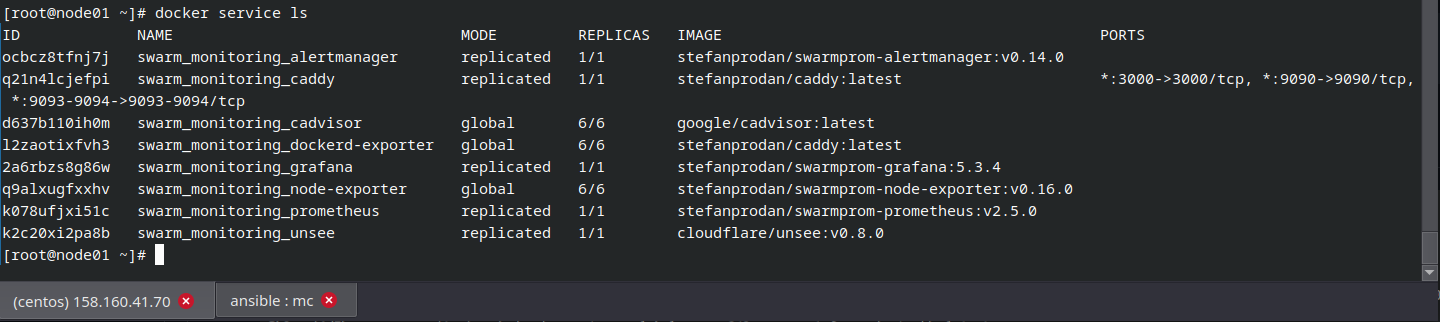 [root@node01 ~]# docker service ls
ID             NAME                                MODE         REPLICAS   IMAGE                                          PORTS
ocbcz8tfnj7j   swarm_monitoring_alertmanager       replicated   1/1        stefanprodan/swarmprom-alertmanager:v0.14.0
q21n4lcjefpi   swarm_monitoring_caddy              replicated   1/1        stefanprodan/caddy:latest                      *:3000->3000/tcp, *:9090->9090/tcp,
 *:9093-9094->9093-9094/tcp
d637b110ih0m   swarm_monitoring_cadvisor           global       6/6        google/cadvisor:latest
l2zaotixfvh3   swarm_monitoring_dockerd-exporter   global       6/6        stefanprodan/caddy:latest
2a6rbzs8g86w   swarm_monitoring_grafana            replicated   1/1        stefanprodan/swarmprom-grafana:5.3.4
q9alxugfxxhv   swarm_monitoring_node-exporter      global       6/6        stefanprodan/swarmprom-node-exporter:v0.16.0
k078ufjxi51c   swarm_monitoring_prometheus         replicated   1/1        stefanprodan/swarmprom-prometheus:v2.5.0
k2c20xi2pa8b   swarm_monitoring_unsee              replicated   1/1        cloudflare/unsee:v0.8.0
[root@node01 ~]#
(centos) 158.160.41.70 ansible : mc